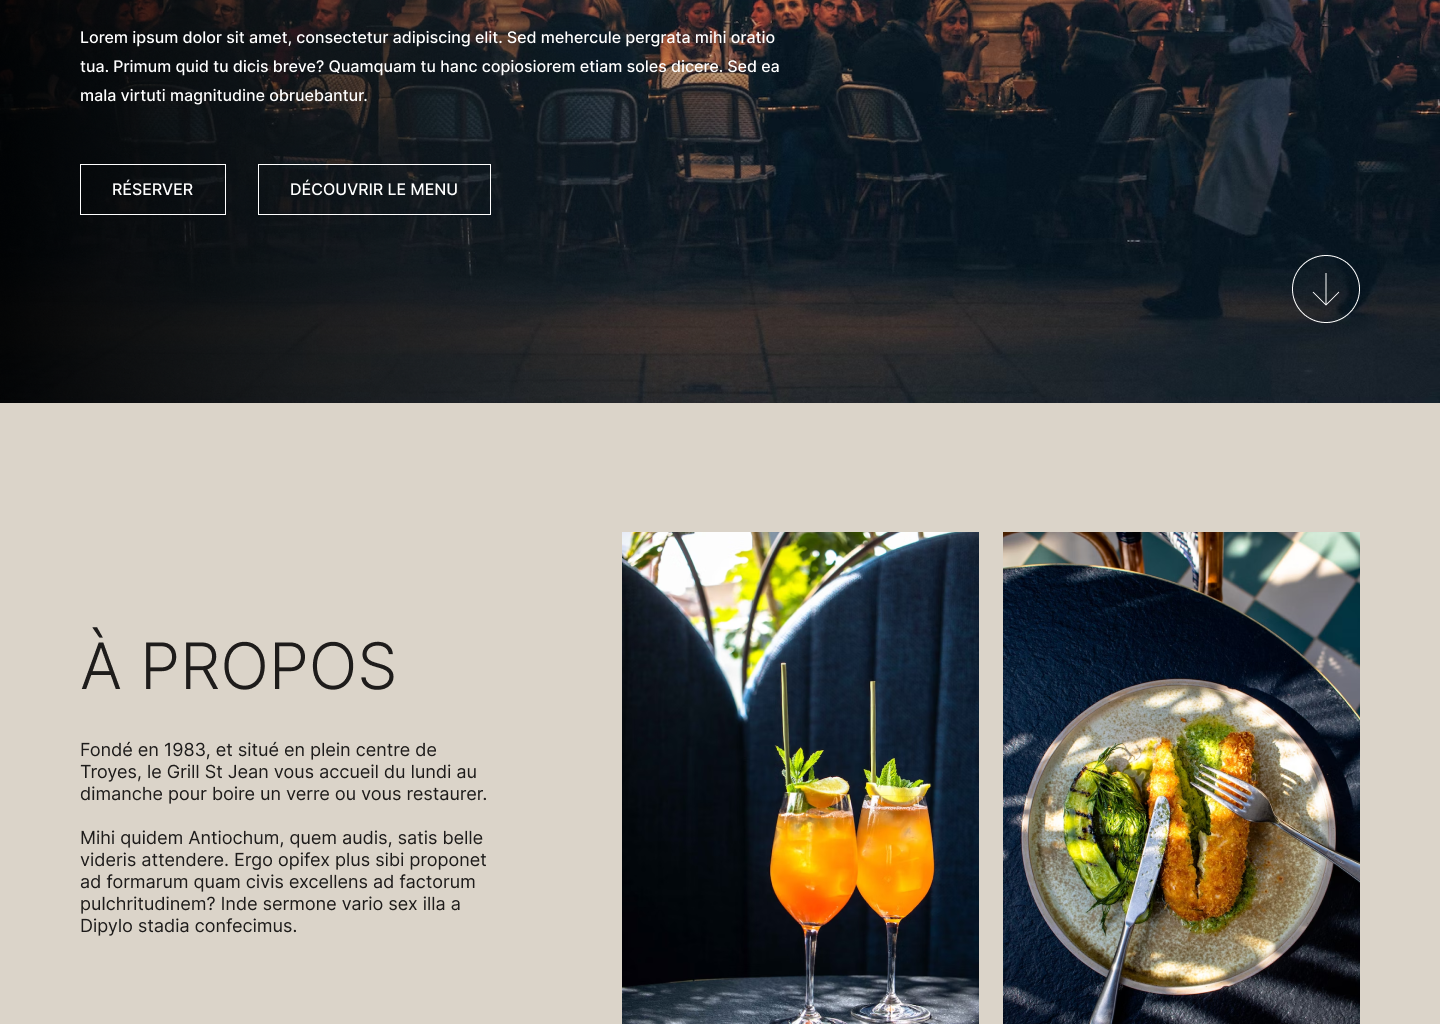 Lorem ipsum dolor sit amet, consectetur adipiscing elit. Sed mehercule pergrata mihi oratio
tua. Primum quid tu dicis breve? Quamquam tu hanc copiosiorem etiam soles dicere. Sed ea
mala virtuti magnitudine obruebantur.
RÉSERVER
DÉCOUVRIR LE MENU
À PROPOS
Fondé en 1983, et situé en plein centre de
Troyes, le Grill St Jean vous accueil du lundi au
dimanche pour boire un verre ou vous restaurer.
Mihi quidem Antiochum, quem audis, satis belle
videris attendere. Ergo opifex plus sibi proponet
ad formarum quam civis excellens ad factorum
pulchritudinem? Inde sermone vario sex illa a
Dipylo stadia confecimus.